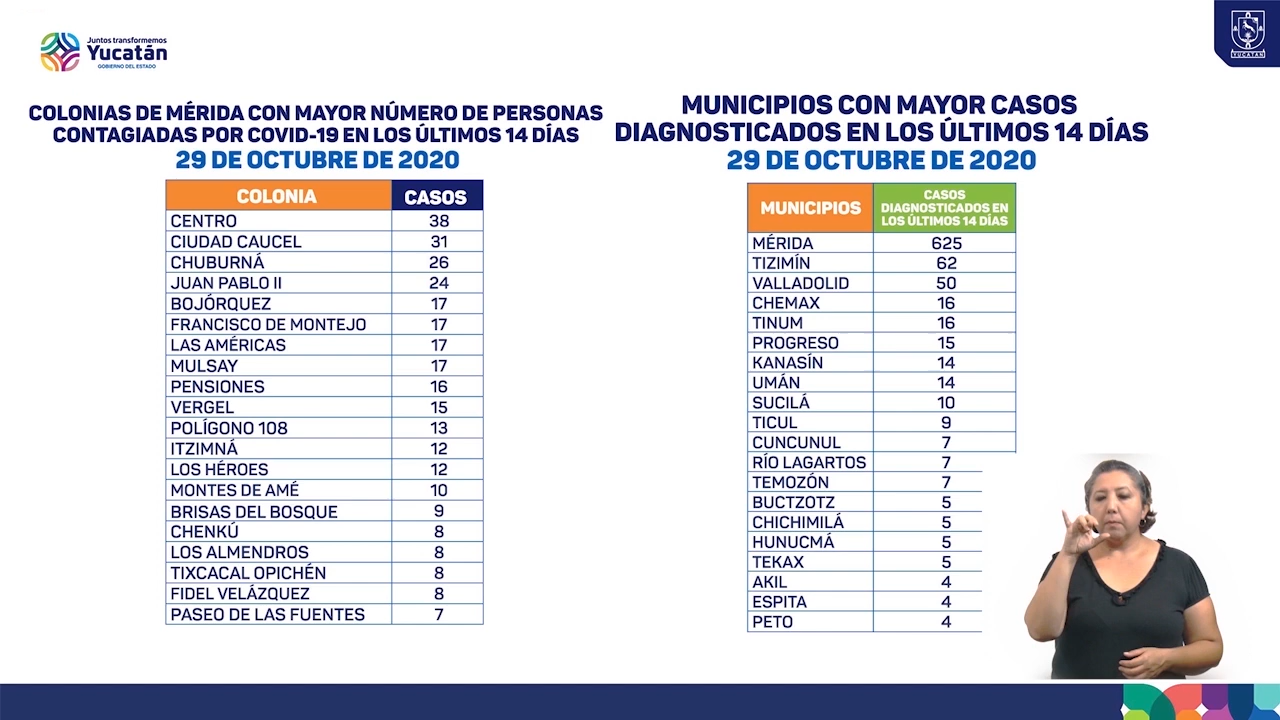 Juntos transformemos
Yucatán
GOBIERNO DEL ESTADO
YUCATÁN
COLONIAS DE MÉRIDA CON MAYOR NÚMERO DE PERSONAS
CONTAGIADAS POR COVID-19 EN LOS ÚLTIMOS 14 DÍAS
29 DE OCTUBRE DE 2020
COLONIA CASOS
CENTRO 38
CIUDAD CAUCEL 31
CHUBURNÁ 26
JUAN PABLO II 24
BOJÓRQUEZ 17
FRANCISCO DE MONTEJO 17
LAS AMÉRICAS 17
MULSAY 17
PENSIONES 16
VERGEL 15
POLÍGONO 108 13
ITZIMNÁ 12
LOS HÉROES 12
MONTES DE AMÉ 10
BRISAS DEL BOSQUE 9
CHENKÚ 8
LOS ALMENDROS 8
TIXCACAL OPICHÉN 8
FIDEL VELÁZQUEZ 8
PASEO DE LAS FUENTES 7
MUNICIPIOS CON MAYOR CASOS
DIAGNOSTICADOS EN LOS ÚLTIMOS 14 DÍAS
29 DE OCTUBRE DE 2020
MUNICIPIOS
CASOS
DIAGNOSTICADOS EN
LOS ÚLTIMOS 14 DÍAS
MÉRIDA 625
TIZIMÍN 62
VALLADOLID 50
CHEMAX 16
TINUM 16
PROGRESO 15
KANASÍN 14
UMÁN 14
SUCILÁ 10
TICUL 9
CUNCUNUL 7
RÍO LAGARTOS 7
TEMOZÓN 7
BUCTZOTZ 5
CHICHIMILÁ 5
HUNUCMÁ 5
TEKAX 5
AKIL 4
ESPITA 4
PETO 4